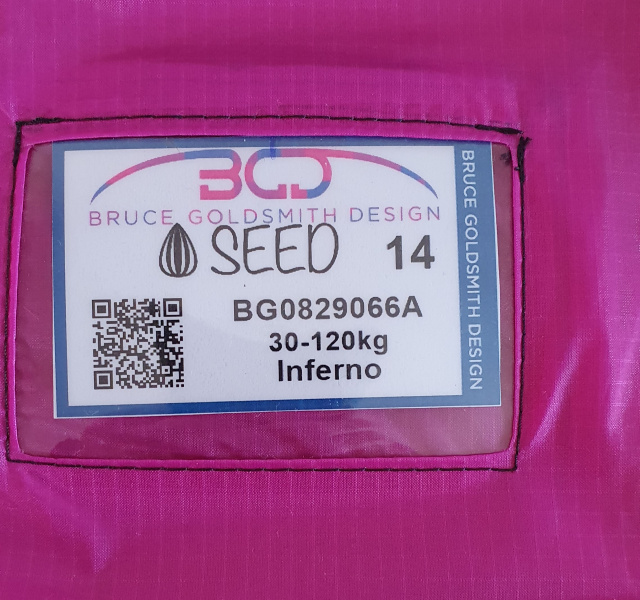 BGD
BRUCE GOLDSMITH DESIGN
SEED 14
BG0829066A
30-120kg
Inferno
BRUCE GOLDSMITH DESIGN